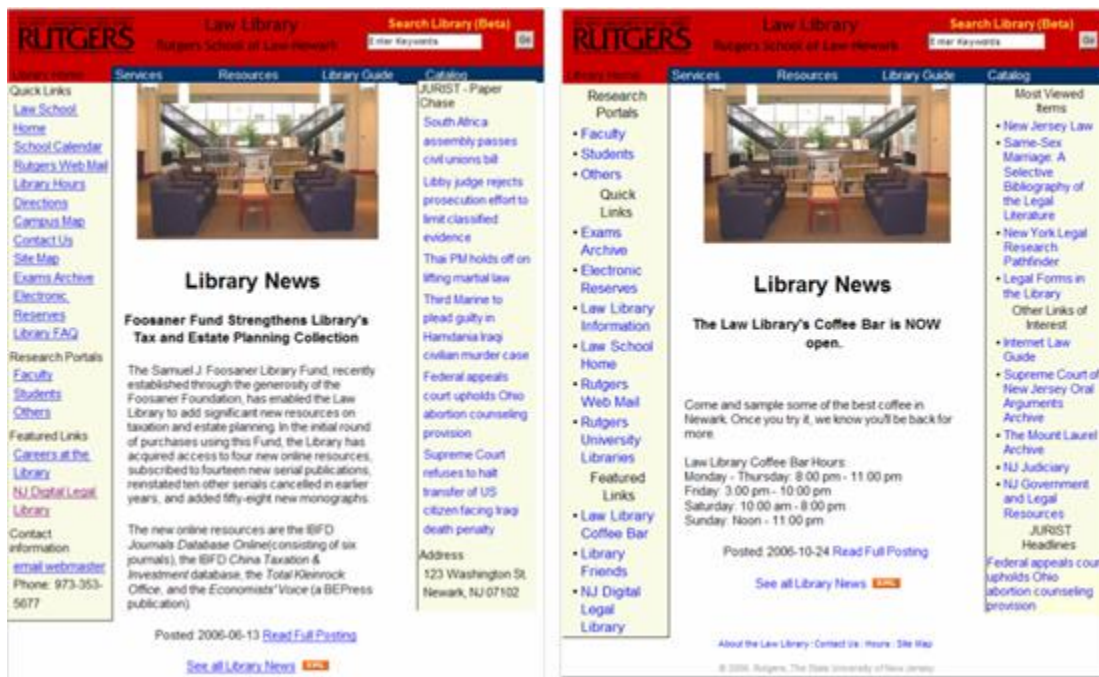 RUTGERS
Law Library
Rutgers School of Law-Newark
Search Library (Beta)
Enter Keywords
Go
Library Home
Services
Resources
Library Guide
Catalog
Quick Links
Law School
Home
School Calendar
Rutgers Web Mail
Library Hours
Directions
Campus Map
Contact Us
Site Map
Exams Archive
Electronic
Reserves
Library FAQ
Research Portals
Faculty
Students
Others
Featured Links
Careers at the
Library
NJ Digital Legal
Library
Contact
information
email webmaster
Phone: 973-353-
5677
Library News
Foosaner Fund Strengthens Library's
Tax and Estate Planning Collection
The Samuel J. Foosaner Library Fund, recently
established through the generosity of the
Foosaner Foundation, has enabled the Law
Library to add significant new resources on
taxation and estate planning. In the initial round
of purchases using this Fund, the Library has
acquired access to four new online resources,
subscribed to fourteen new serial publications,
reinstated ten other serials cancelled in earlier
years, and added fifty-eight new monographs.
The new online resources are the IBFD
Journals Database Online(consisting of six
journals), the IBFD China Taxation &
Investment database, the Total Kleinrock
Office, and the Economists' Voice (a BEPress
publication).
Posted: 2006-06-13 Read Full Posting
See all Library News XML
JURIST - Paper
Chase
South Africa
assembly passes
civil unions bill
Libby judge rejects
prosecution effort to
limit classified
evidence
Thai PM holds off on
lifting martial law
Third Marine to
plead guilty in
Hamdania Iraqi
civilian murder case
Federal appeals
court upholds Ohio
abortion counseling
provision
Supreme Court
refuses to halt
transfer of US
citizen facing Iraqi
death penalty
Address
123 Washington St.
Newark, NJ 07102
RUTGERS
Law Library
Rutgers School of Law-Newark
Search Library (Beta)
Enter Keywords
Go
Library Home
Services
Resources
Library Guide
Catalog
Research
Portals
• Faculty
• Students
• Others
Quick
Links
• Exams
Archive
• Electronic
Reserves
• Law Library
Information
• Law School
Home
• Rutgers
Web Mail
• Rutgers
University
Libraries
Featured
Links
• Law Library
Coffee Bar
• Library
Friends
• NJ Digital
Legal
Library
Library News
The Law Library's Coffee Bar is NOW
open.
Come and sample some of the best coffee in
Newark. Once you try it, we know you'll be back for
more.
Law Library Coffee Bar Hours:
Monday - Thursday: 8:00 pm - 11:00 pm
Friday: 3:00 pm - 10:00 pm
Saturday: 10:00 am - 8:00 pm
Sunday: Noon - 11:00 pm
Posted: 2006-10-24 Read Full Posting
See all Library News XML
About the Law Library : Contact Us : Hours : Site Map
© 2006. Rutgers, The State University of New Jersey.
Most Viewed
Items
• New Jersey Law
• Same-Sex
Marriage: A
Selective
Bibliography of
the Legal
Literature
• New York Legal
Research
Pathfinder
• Legal Forms in
the Library
Other Links of
Interest
• Internet Law
Guide
• Supreme Court of
New Jersey Oral
Arguments
Archive
• The Mount Laurel
Archive
• NJ Judiciary
• NJ Government
and Legal
Resources
JURIST
Headlines
Federal appeals cour
upholds Ohio
abortion counseling
provision